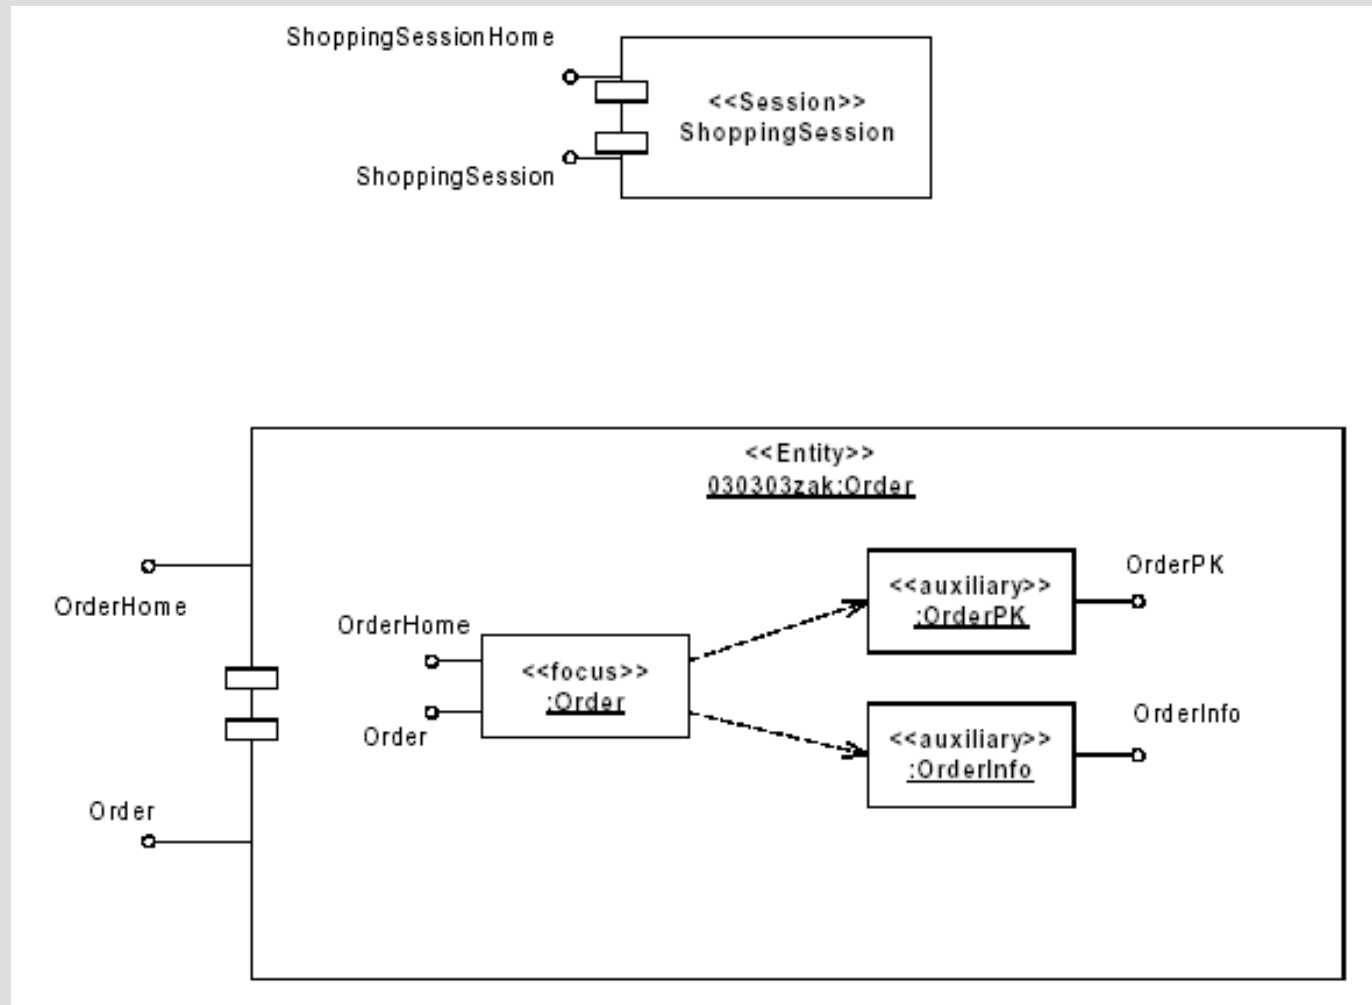 ShoppingSessionHome
<<Session>>
ShoppingSession
ShoppingSession
<<Entity>>
030303zak:Order
OrderHome
OrderHome
<<focus>>
:Order
Order
<<auxiliary>>
:OrderPK
OrderPK
<<auxiliary>>
:OrderInfo
OrderInfo
Order